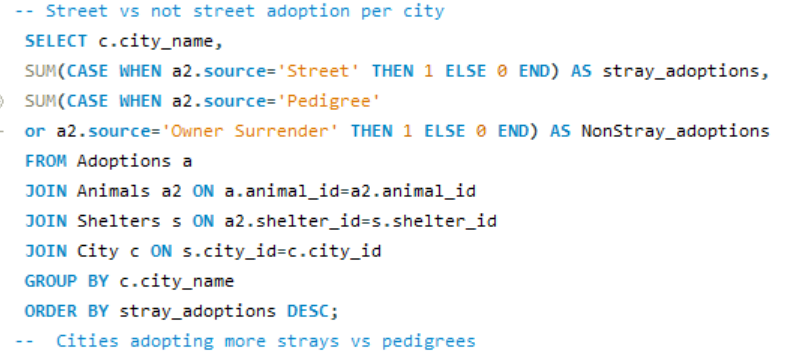 -- Street vs not street adoption per city
SELECT c.city_name,
SUM(CASE WHEN a2.source='Street' THEN 1 ELSE 0 END) AS stray_adoptions,
SUM(CASE WHEN a2.source='Pedigree'
or a2.source='Owner Surrender' THEN 1 ELSE 0 END) AS NonStray_adoptions
FROM Adoptions a
JOIN Animals a2 ON a.animal_id=a2.animal_id
JOIN Shelters s ON a2.shelter_id=s.shelter_id
JOIN City c ON s.city_id=c.city_id
GROUP BY c.city_name
ORDER BY stray_adoptions DESC;
--  Cities adopting more strays vs pedigrees